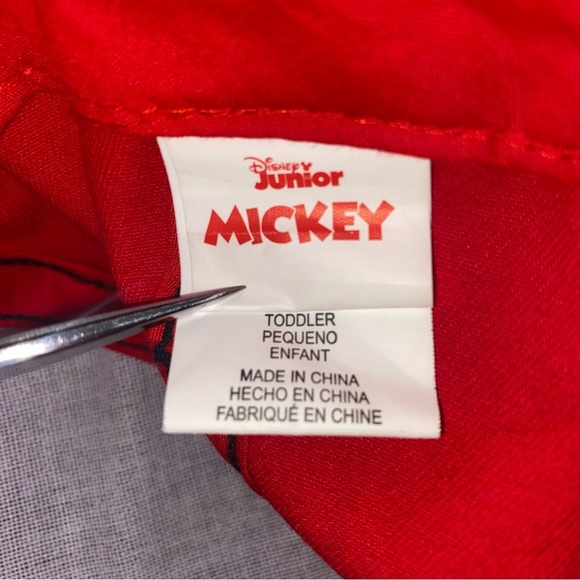 Disney
Junior
MICKEY
TODDLER
PEQUENO
ENFANT
MADE IN CHINA
HECHO EN CHINA
FABRIQUÉ EN CHINE